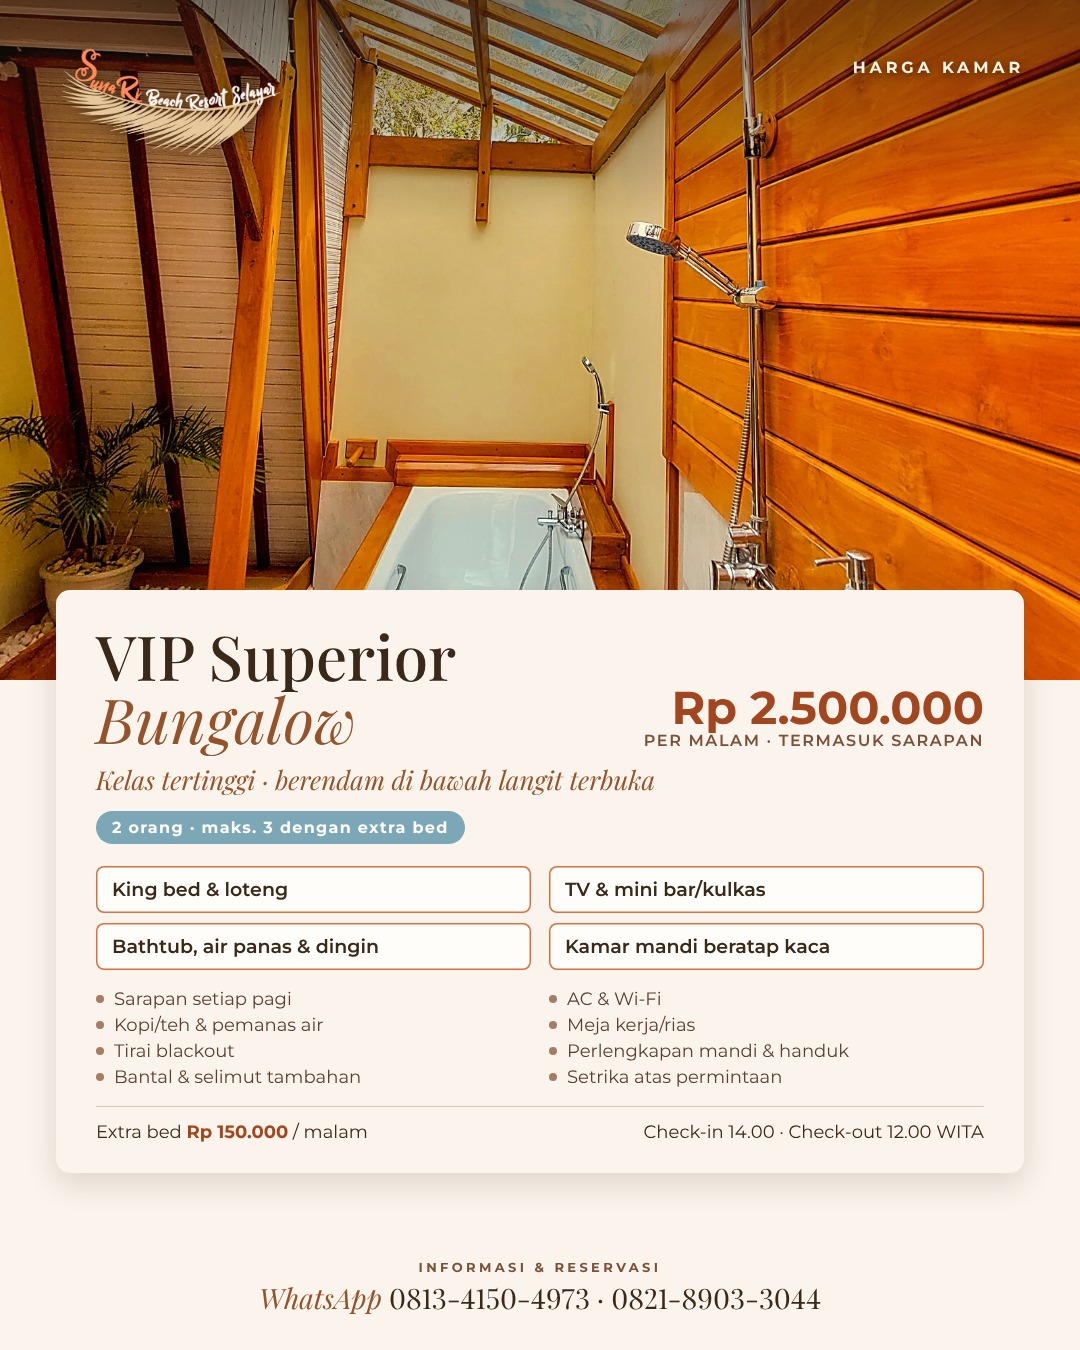 SunaRi Beach Resort Selayar
HARGA KAMAR
VIP Superior
Bungalow
Rp 2.500.000
PER MALAM · TERMASUK SARAPAN
Kelas tertinggi · berendam di bawah langit terbuka
2 orang · maks. 3 dengan extra bed
King bed & loteng
TV & mini bar/kulkas
Bathtub, air panas & dingin
Kamar mandi beratap kaca
Sarapan setiap pagi
Kopi/teh & pemanas air
Tirai blackout
Bantal & selimut tambahan
AC & Wi-Fi
Meja kerja/rias
Perlengkapan mandi & handuk
Setrika atas permintaan
Extra bed Rp 150.000 / malam
Check-in 14.00 · Check-out 12.00 WITA
INFORMASI & RESERVASI
WhatsApp 0813-4150-4973 · 0821-8903-3044